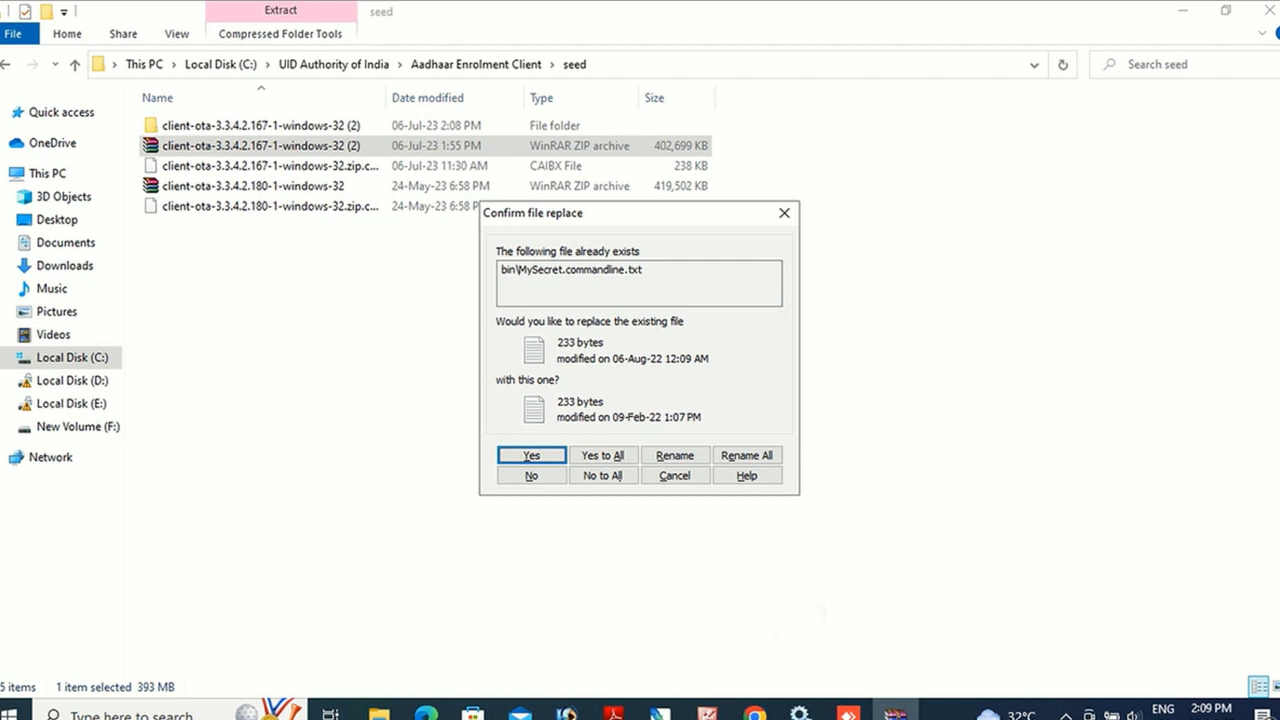 Extract
seed
File
Home
Share
View
Compressed Folder Tools
This PC
Local Disk (C:)
UID Authority of India
Aadhaar Enrolment Client
seed
Search seed
Name
Date modified
Type
Size
client-ota-3.3.4.2.167-1-windows-32 (2) 06-Jul-23 2:08 PM File folder
client-ota-3.3.4.2.167-1-windows-32 (2) 06-Jul-23 1:55 PM WinRAR ZIP archive 402,699 KB
client-ota-3.3.4.2.167-1-windows-32.zip.c... 06-Jul-23 11:30 AM CAIBX File 238 KB
client-ota-3.3.4.2.180-1-windows-32 24-May-23 6:58 PM WinRAR ZIP archive 419,502 KB
client-ota-3.3.4.2.180-1-windows-32.zip.c... 24-May-23 6:58 P
Quick access
OneDrive
This PC
3D Objects
Desktop
Documents
Downloads
Music
Pictures
Videos
Local Disk (C:)
Local Disk (D:)
Local Disk (E:)
New Volume (F:)
Network
Confirm file replace
The following file already exists
bin\MySecret.commandline.txt
Would you like to replace the existing file
233 bytes
modified on 06-Aug-22 12:09 AM
with this one?
233 bytes
modified on 09-Feb-22 1:07 PM
Yes
Yes to All
Rename
Rename All
No
No to All
Cancel
Help
5 items
1 item selected 393 MB
Type here to search
32°C
ENG
2:09 PM